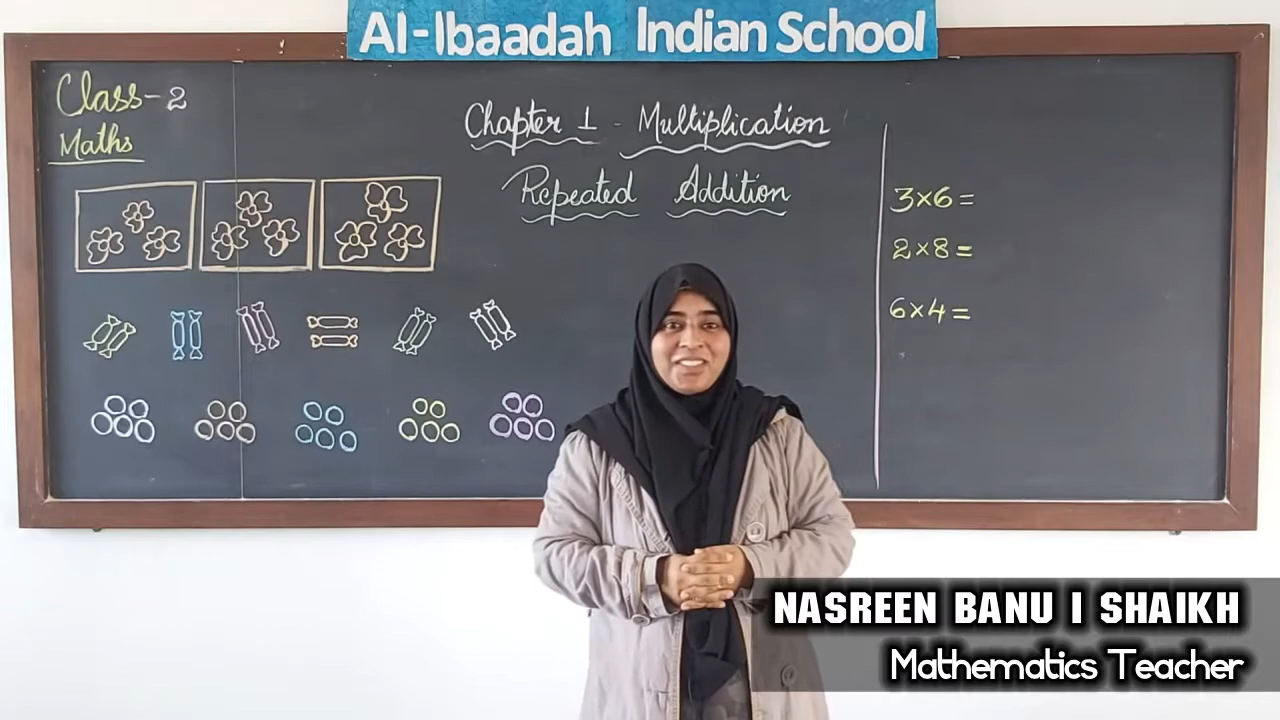 Al-Ibaadah Indian School
Class-2
Maths
Chapter 1 - Multiplication
Repeated Addition
3×6=
2×8=
6×4=
NASREEN BANU I SHAIKH
Mathematics Teacher